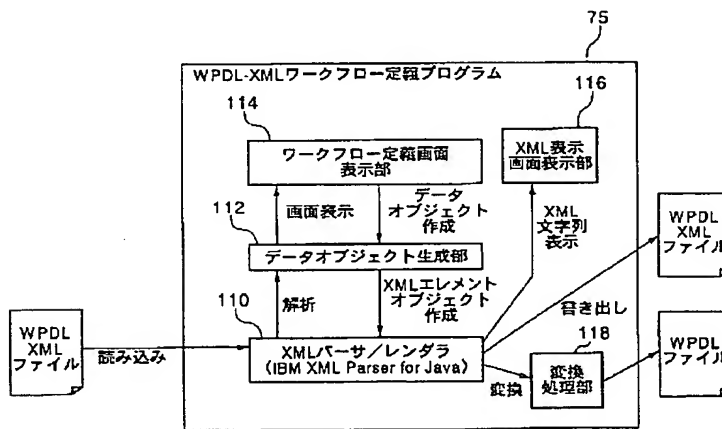 75
WPDL-XMLワークフロー定義プログラム
114
116
ワークフロー定義画面
表示部
XML表示
画面表示部
画面表示
データ
オブジェクト
作成
XML
文字列
表示
112
データオブジェクト生成部
WPDL
XML
ファイル
110
解析
XMLエレメント
オブジェクト
作成
書き出し
WPDL
XML
ファイル
読み込み
XMLパーサ/レンダラ
(IBM XML Parser for Java)
変換
118
変換
処理部
WPDL
ファイル